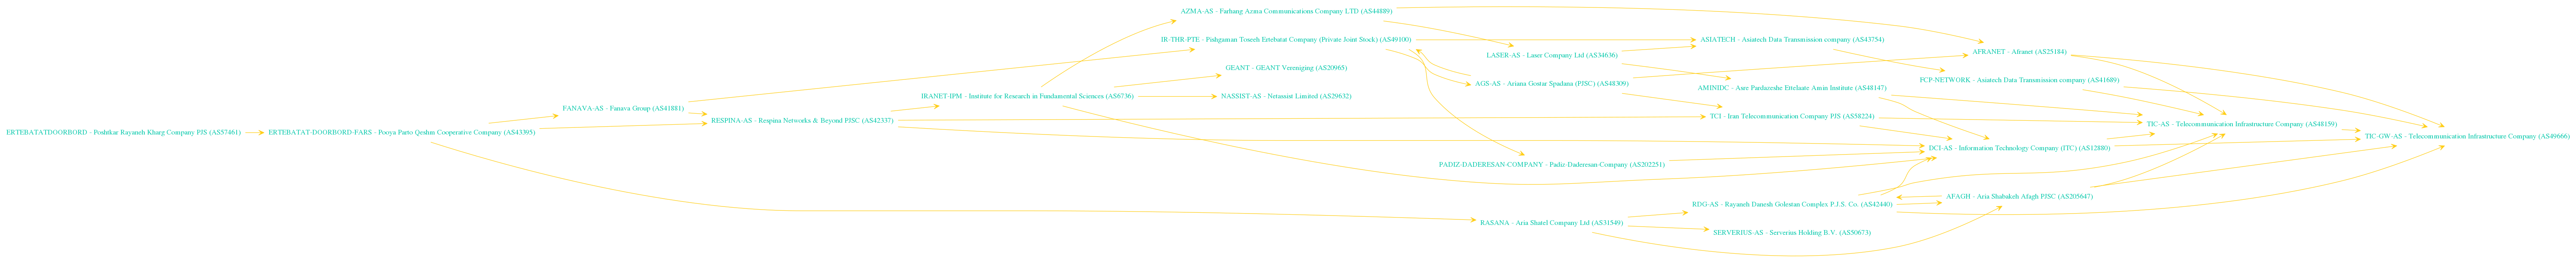 AZMA-AS - Farhang Azma Communications Company LTD (AS44889)
IR-THR-PTE - Pishgaman Toseeh Ertebatat Company (Private Joint Stock) (AS49100)
ASIATECH - Asiatech Data Transmission company (AS43754)
AFRANET - Afranet (AS25184)
LASER-AS - Laser Company Ltd (AS34636)
GEANT - GEANT Vereniging (AS20965)
FCP-NETWORK - Asiatech Data Transmission company (AS41689)
AGS-AS - Ariana Gostar Spadana (PJSC) (AS48309)
AMINIDC - Asre Pardazeshe Ettelaate Amin Institute (AS48147)
IRANET-IPM - Institute for Research in Fundamental Sciences (AS6736)
NASSIST-AS - Netassist Limited (AS29632)
FANAVA-AS - Fanava Group (AS41881)
RESPINA-AS - Respina Networks & Beyond PJSC (AS42337)
TCI - Iran Telecommunication Company PJS (AS58224)
TIC-AS - Telecommunication Infrastructure Company (AS48159)
ERTEBATATDOORBORD - Poshtkar Rayaneh Kharg Company PJS (AS57461)
ERTEBATAT-DOORBORD-FARS - Pooya Parto Qeshm Cooperative Company (AS43395)
TIC-GW-AS - Telecommunication Infrastructure Company (AS49666)
DCI-AS - Information Technology Company (ITC) (AS12880)
PADIZ-DADERESAN-COMPANY - Padiz-Daderesan Company (AS202251)
AFAGH - Aria Shabakeh Afagh PJSC (AS205647)
RDG-AS - Rayaneh Danesh Golestan Complex P.J.S. Co. (AS42440)
RASANA - Aria Shatel Company Ltd (AS31549)
SERVERIUS-AS - Serverius Holding B.V. (AS50673)